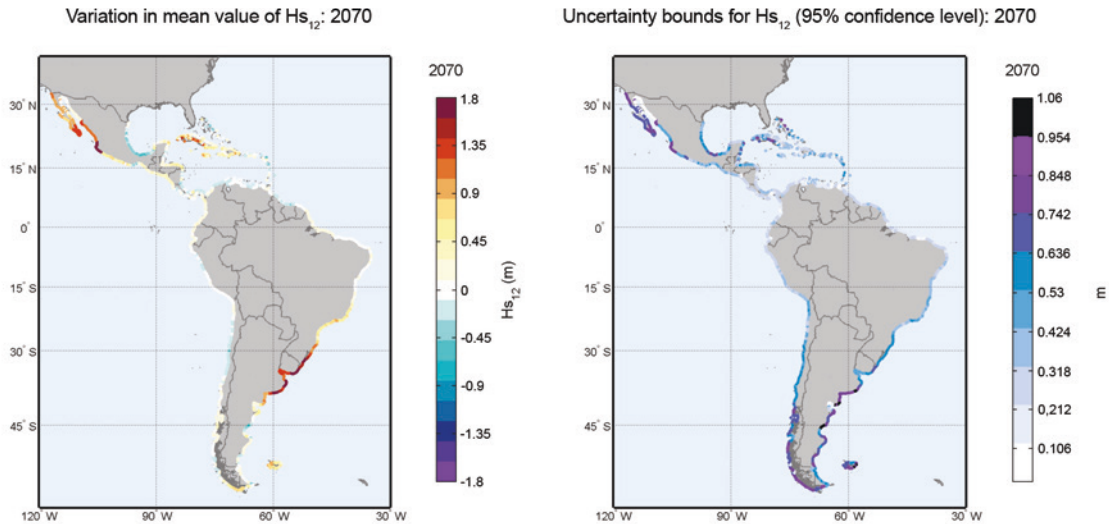 Variation in mean value of Hs12: 2070
2070
30° N
15° N
0°
15° S
30° S
45° S
120 W
90 W
60 W
30 W
1.8
1.35
0.9
0.45
0
-0.45
-0.9
-1.35
-1.8
Hs12 (m)
Uncertainty bounds for Hs12 (95% confidence level): 2070
2070
30° N
15° N
0°
15° S
30° S
45° S
120 W
90 W
60 W
30 W
1.06
0.954
0.848
0.742
0.636
0.53
0.424
0.318
0.212
0.106
m